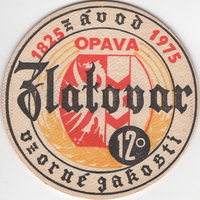 závod
1825 1975
OPAVA
Zlatovar
12°
vzorné jakosti